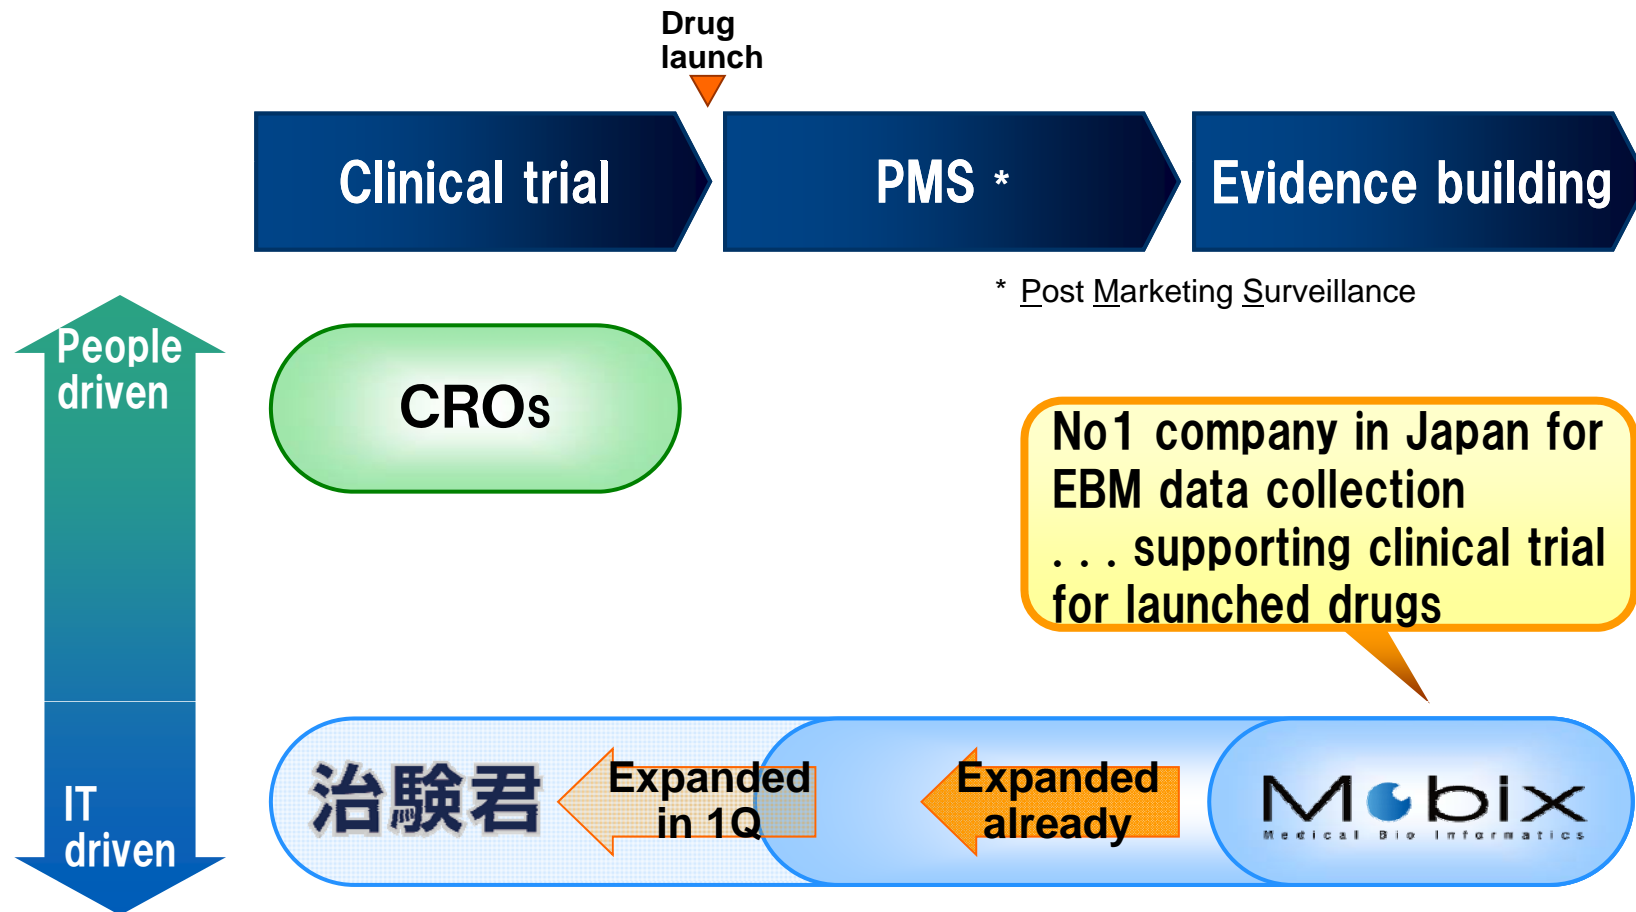 Drug
launch
Clinical trial
PMS *
Evidence building
* Post Marketing Surveillance
People
driven
CROs
No1 company in Japan for
EBM data collection
... supporting clinical trial
for launched drugs
IT
driven
治験君
Expanded
in 1Q
Expanded
already
Mebix
Medical Bio Informatics